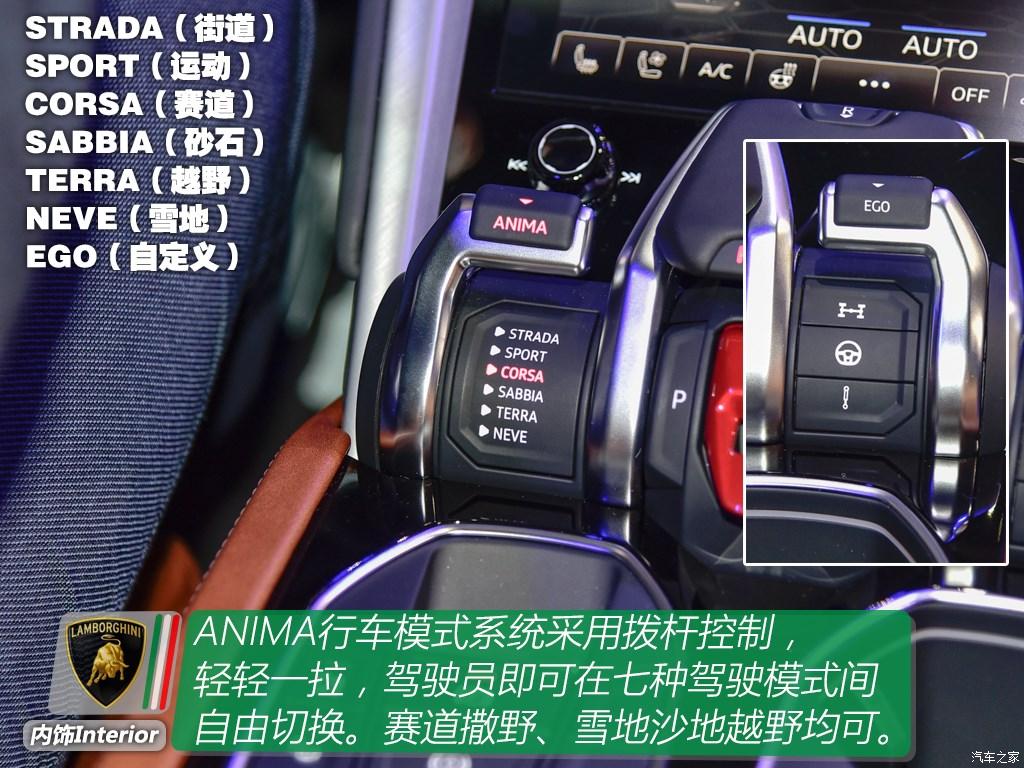 STRADA（街道）
SPORT（运动）
CORSA（赛道）
SABBIA（砂石）
TERRA（越野）
NEVE（雪地）
EGO（自定义）
AUTO AUTO
A/C ••• OFF
ANIMA
STRADA
SPORT
CORSA
SABBIA
TERRA
NEVE
P
EGO
LAMBORGHINI
内饰Interior
ANIMA行车模式系统采用拨杆控制，
轻轻一拉，驾驶员即可在七种驾驶模式间
自由切换。赛道撒野、雪地沙地越野均可。
汽车之家